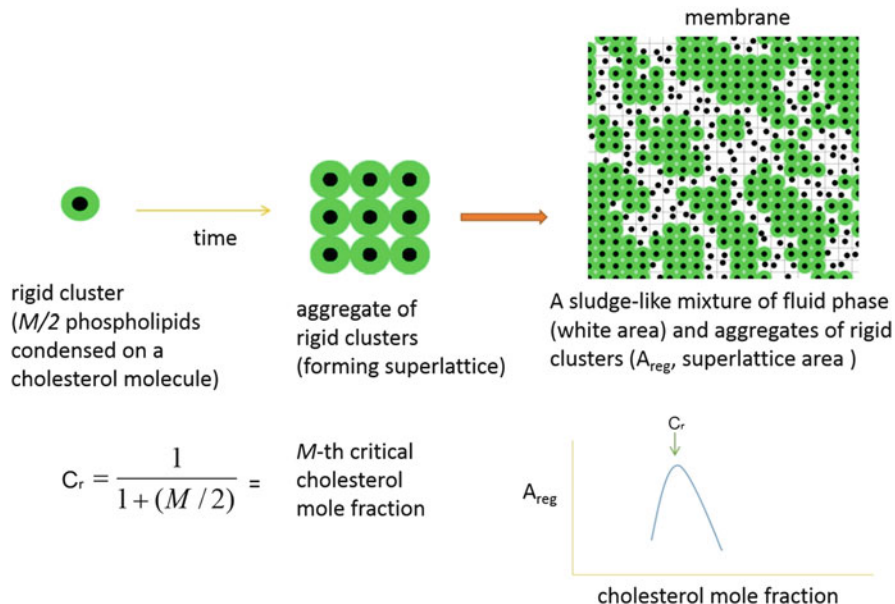 membrane
time
rigid cluster
(M/2 phospholipids
condensed on a
cholesterol molecule)
aggregate of
rigid clusters
(forming superlattice)
A sludge-like mixture of fluid phase
(white area) and aggregates of rigid
clusters (Areg, superlattice area )
Cr = 1 / 1 + (M / 2) =
M-th critical
cholesterol
mole fraction
Cr
Areg
cholesterol mole fraction